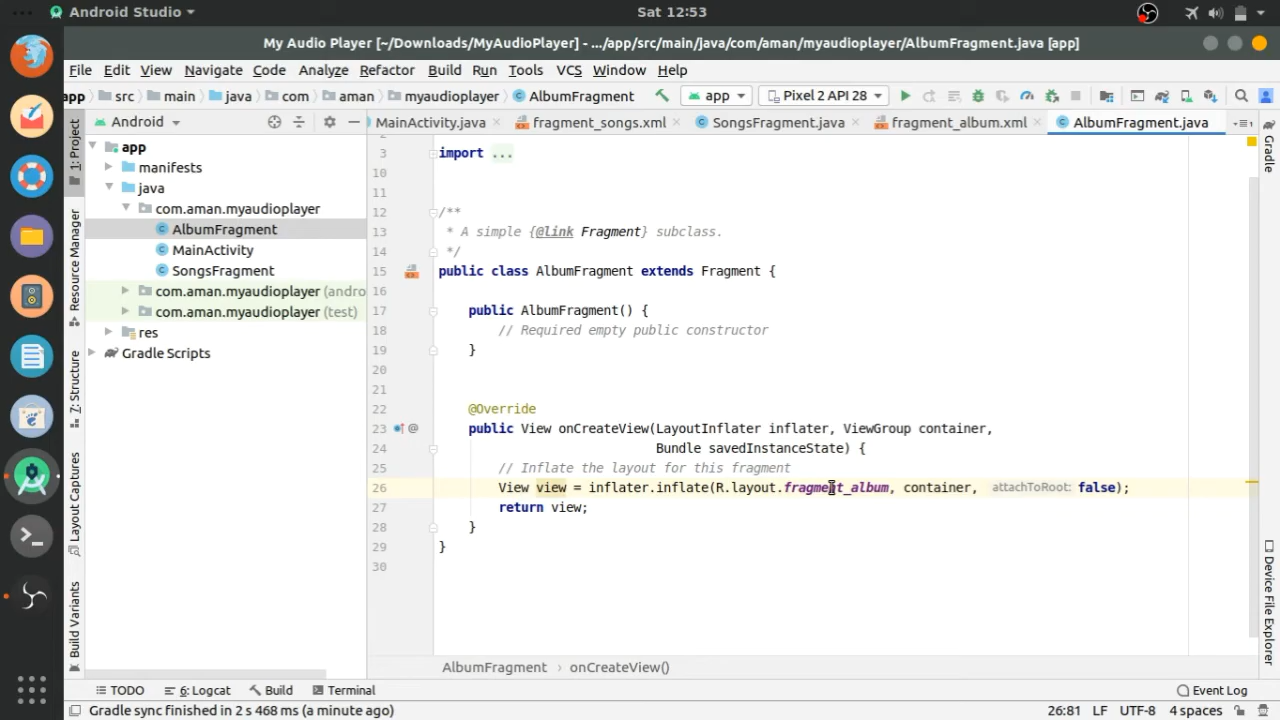 Android Studio
Sat 12:53
My Audio Player [~/Downloads/MyAudioPlayer] - .../app/src/main/java/com/aman/myaudioplayer/AlbumFragment.java [app]
File Edit View Navigate Code Analyze Refactor Build Run Tools VCS Window Help
app src main java com aman myaudioplayer AlbumFragment app Pixel 2 API 28
Android
MainActivity.java fragment_songs.xml SongsFragment.java fragment_album.xml AlbumFragment.java
1: Project
Resource Manager
7: Structure
Layout Captures
Build Variants
app
manifests
java
com.aman.myaudioplayer
AlbumFragment
MainActivity
SongsFragment
com.aman.myaudioplayer (andro
com.aman.myaudioplayer (test)
res
Gradle Scripts
2
3 import ...
10
11
12 /**
13 * A simple {@link Fragment} subclass.
14 */
15 public class AlbumFragment extends Fragment {
16
17 public AlbumFragment() {
18 // Required empty public constructor
19 }
20
21
22 @Override
23 @ public View onCreateView(LayoutInflater inflater, ViewGroup container,
24 Bundle savedInstanceState) {
25 // Inflate the layout for this fragment
26 View view = inflater.inflate(R.layout.fragment_album, container, attachToRoot: false);
27 return view;
28 }
29 }
30
Gradle
Device File Explorer
AlbumFragment onCreateView()
TODO 6: Logcat Build Terminal Event Log
Gradle sync finished in 2 s 468 ms (a minute ago) 26:81 LF UTF-8 4 spaces